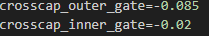 crosscap_outer_gate=-0.085
crosscap_inner_gate=-0.02